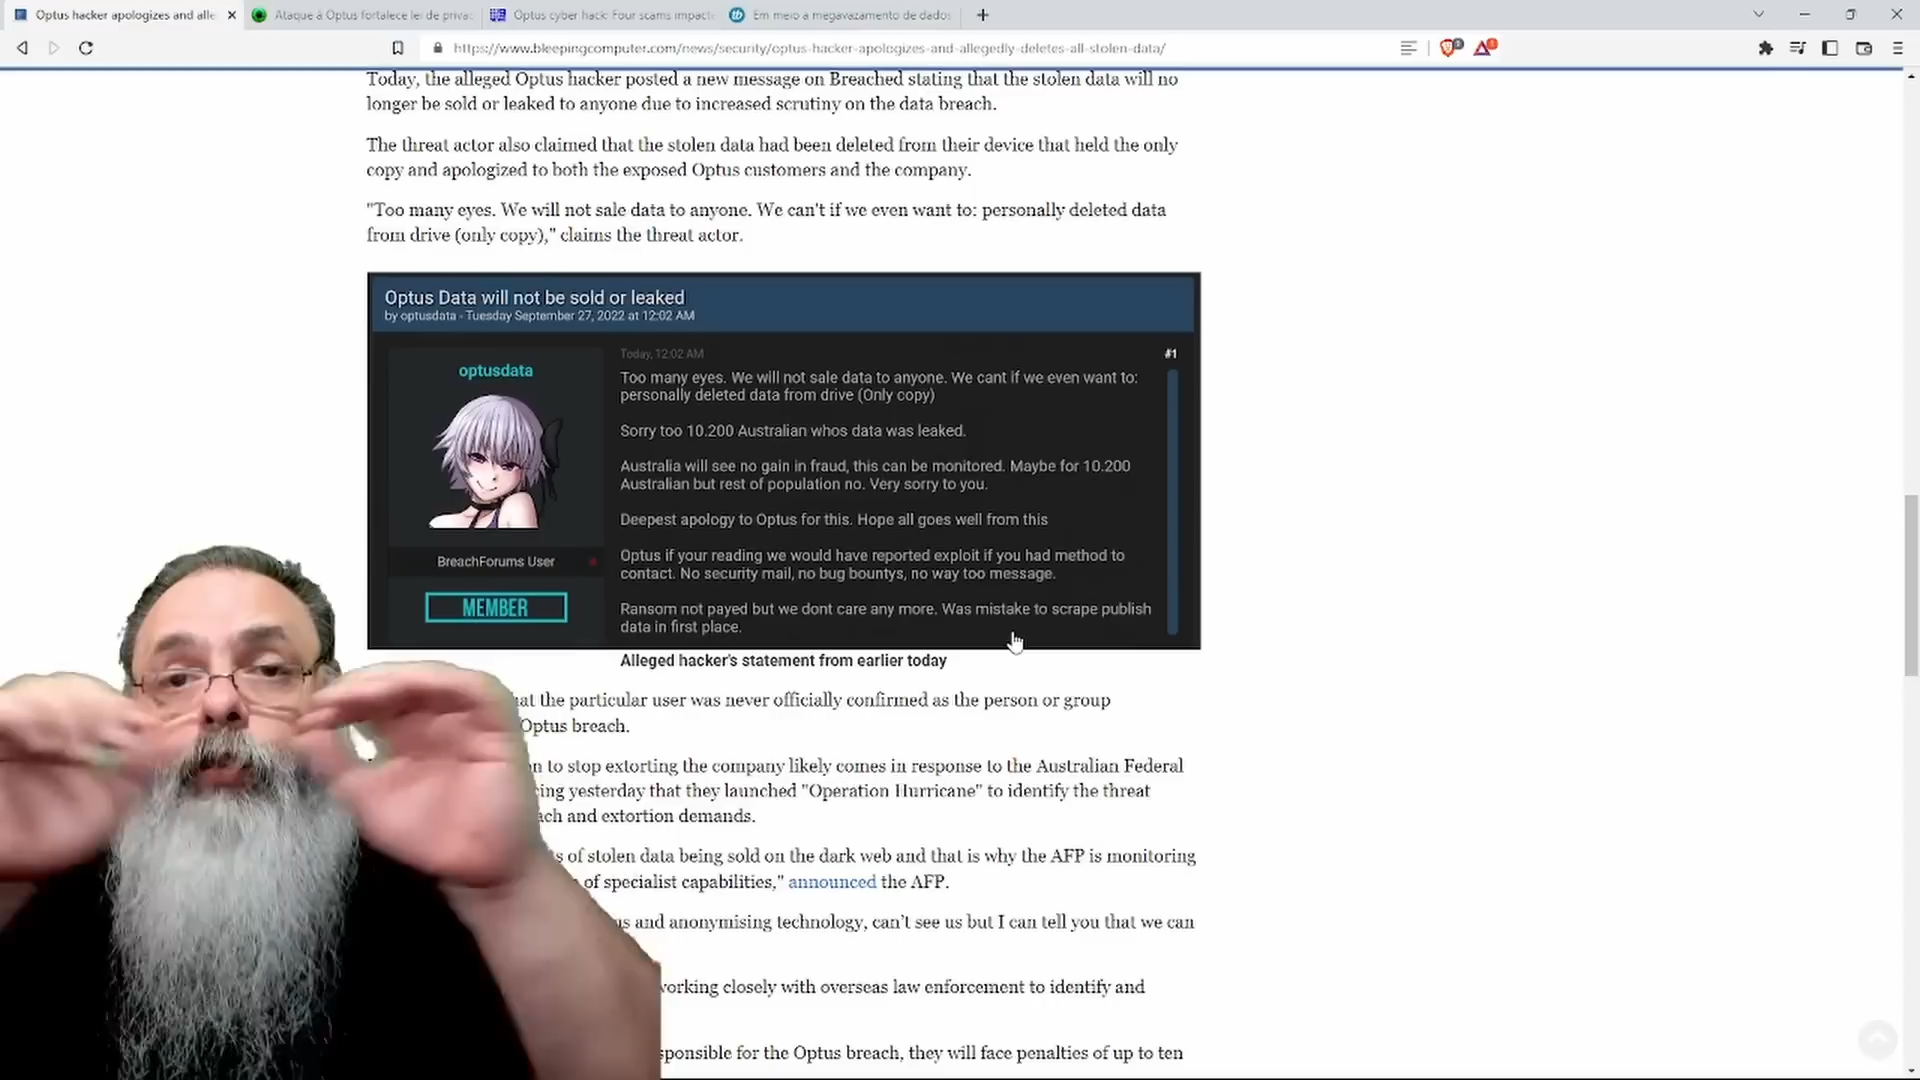 Optus hacker apologizes and alle
Ataque à Optus fortalece lei de privac
Optus cyber hack: Four scams impacte
Em meio a megavazamento de dados
https://www.bleepingcomputer.com/news/security/optus-hacker-apologizes-and-allegedly-deletes-all-stolen-data/
Today, the alleged Optus hacker posted a new message on Breached stating that the stolen data will no
longer be sold or leaked to anyone due to increased scrutiny on the data breach.
The threat actor also claimed that the stolen data had been deleted from their device that held the only
copy and apologized to both the exposed Optus customers and the company.
"Too many eyes. We will not sale data to anyone. We can't if we even want to: personally deleted data
from drive (only copy)," claims the threat actor.
Optus Data will not be sold or leaked
by optusdata - Tuesday September 27, 2022 at 12:02 AM
optusdata
BreachForums User
MEMBER
Today, 12:02 AM
#1
Too many eyes. We will not sale data to anyone. We cant if we even want to:
personally deleted data from drive (Only copy)
Sorry too 10.200 Australian whos data was leaked.
Australia will see no gain in fraud, this can be monitored. Maybe for 10.200
Australian but rest of population no. Very sorry to you.
Deepest apology to Optus for this. Hope all goes well from this
Optus if your reading we would have reported exploit if you had method to
contact. No security mail, no bug bountys, no way too message.
Ransom not payed but we dont care any more. Was mistake to scrape publish
data in first place.
Alleged hacker's statement from earlier today
at the particular user was never officially confirmed as the person or group
Optus breach.
n to stop extorting the company likely comes in response to the Australian Federal
cing yesterday that they launched "Operation Hurricane" to identify the threat
ach and extortion demands.
s of stolen data being sold on the dark web and that is why the AFP is monitoring
of specialist capabilities," announced the AFP.
us and anonymising technology, can't see us but I can tell you that we can
working closely with overseas law enforcement to identify and
sponsible for the Optus breach, they will face penalties of up to ten